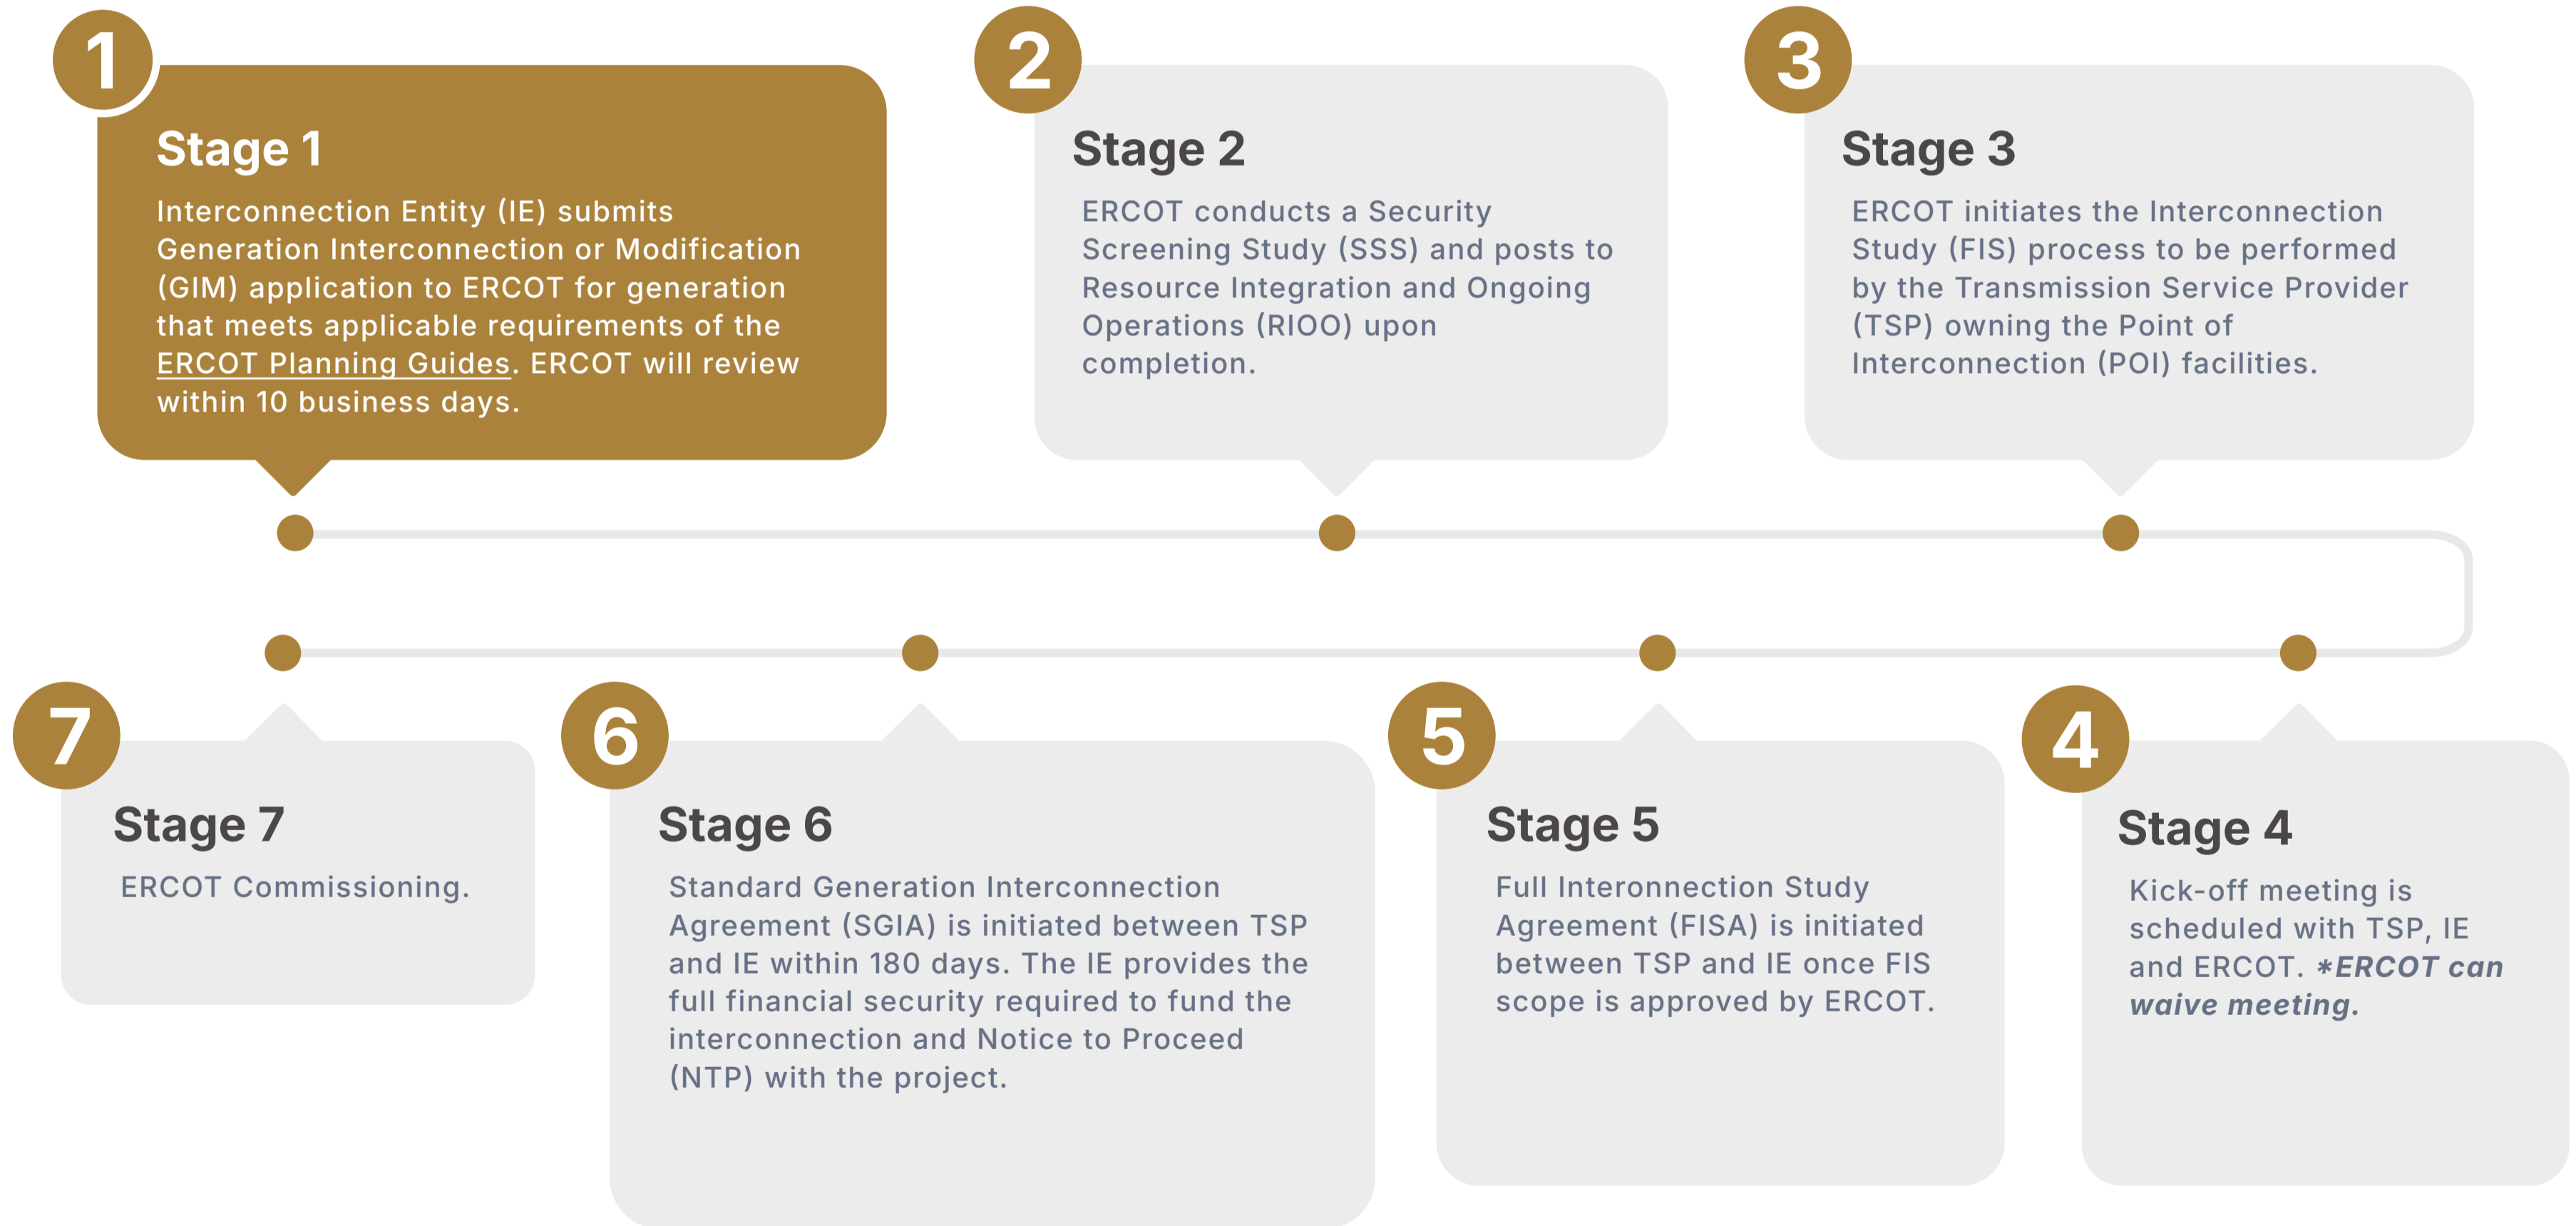 1
Stage 1
Interconnection Entity (IE) submits
Generation Interconnection or Modification
(GIM) application to ERCOT for generation
that meets applicable requirements of the
ERCOT Planning Guides. ERCOT will review
within 10 business days.
2
Stage 2
ERCOT conducts a Security
Screening Study (SSS) and posts to
Resource Integration and Ongoing
Operations (RIOO) upon
completion.
3
Stage 3
ERCOT initiates the Interconnection
Study (FIS) process to be performed
by the Transmission Service Provider
(TSP) owning the Point of
Interconnection (POI) facilities.
4
Stage 4
Kick-off meeting is
scheduled with TSP, IE
and ERCOT. *ERCOT can
waive meeting.
5
Stage 5
Full Interonnection Study
Agreement (FISA) is initiated
between TSP and IE once FIS
scope is approved by ERCOT.
6
Stage 6
Standard Generation Interconnection
Agreement (SGIA) is initiated between TSP
and IE within 180 days. The IE provides the
full financial security required to fund the
interconnection and Notice to Proceed
(NTP) with the project.
7
Stage 7
ERCOT Commissioning.